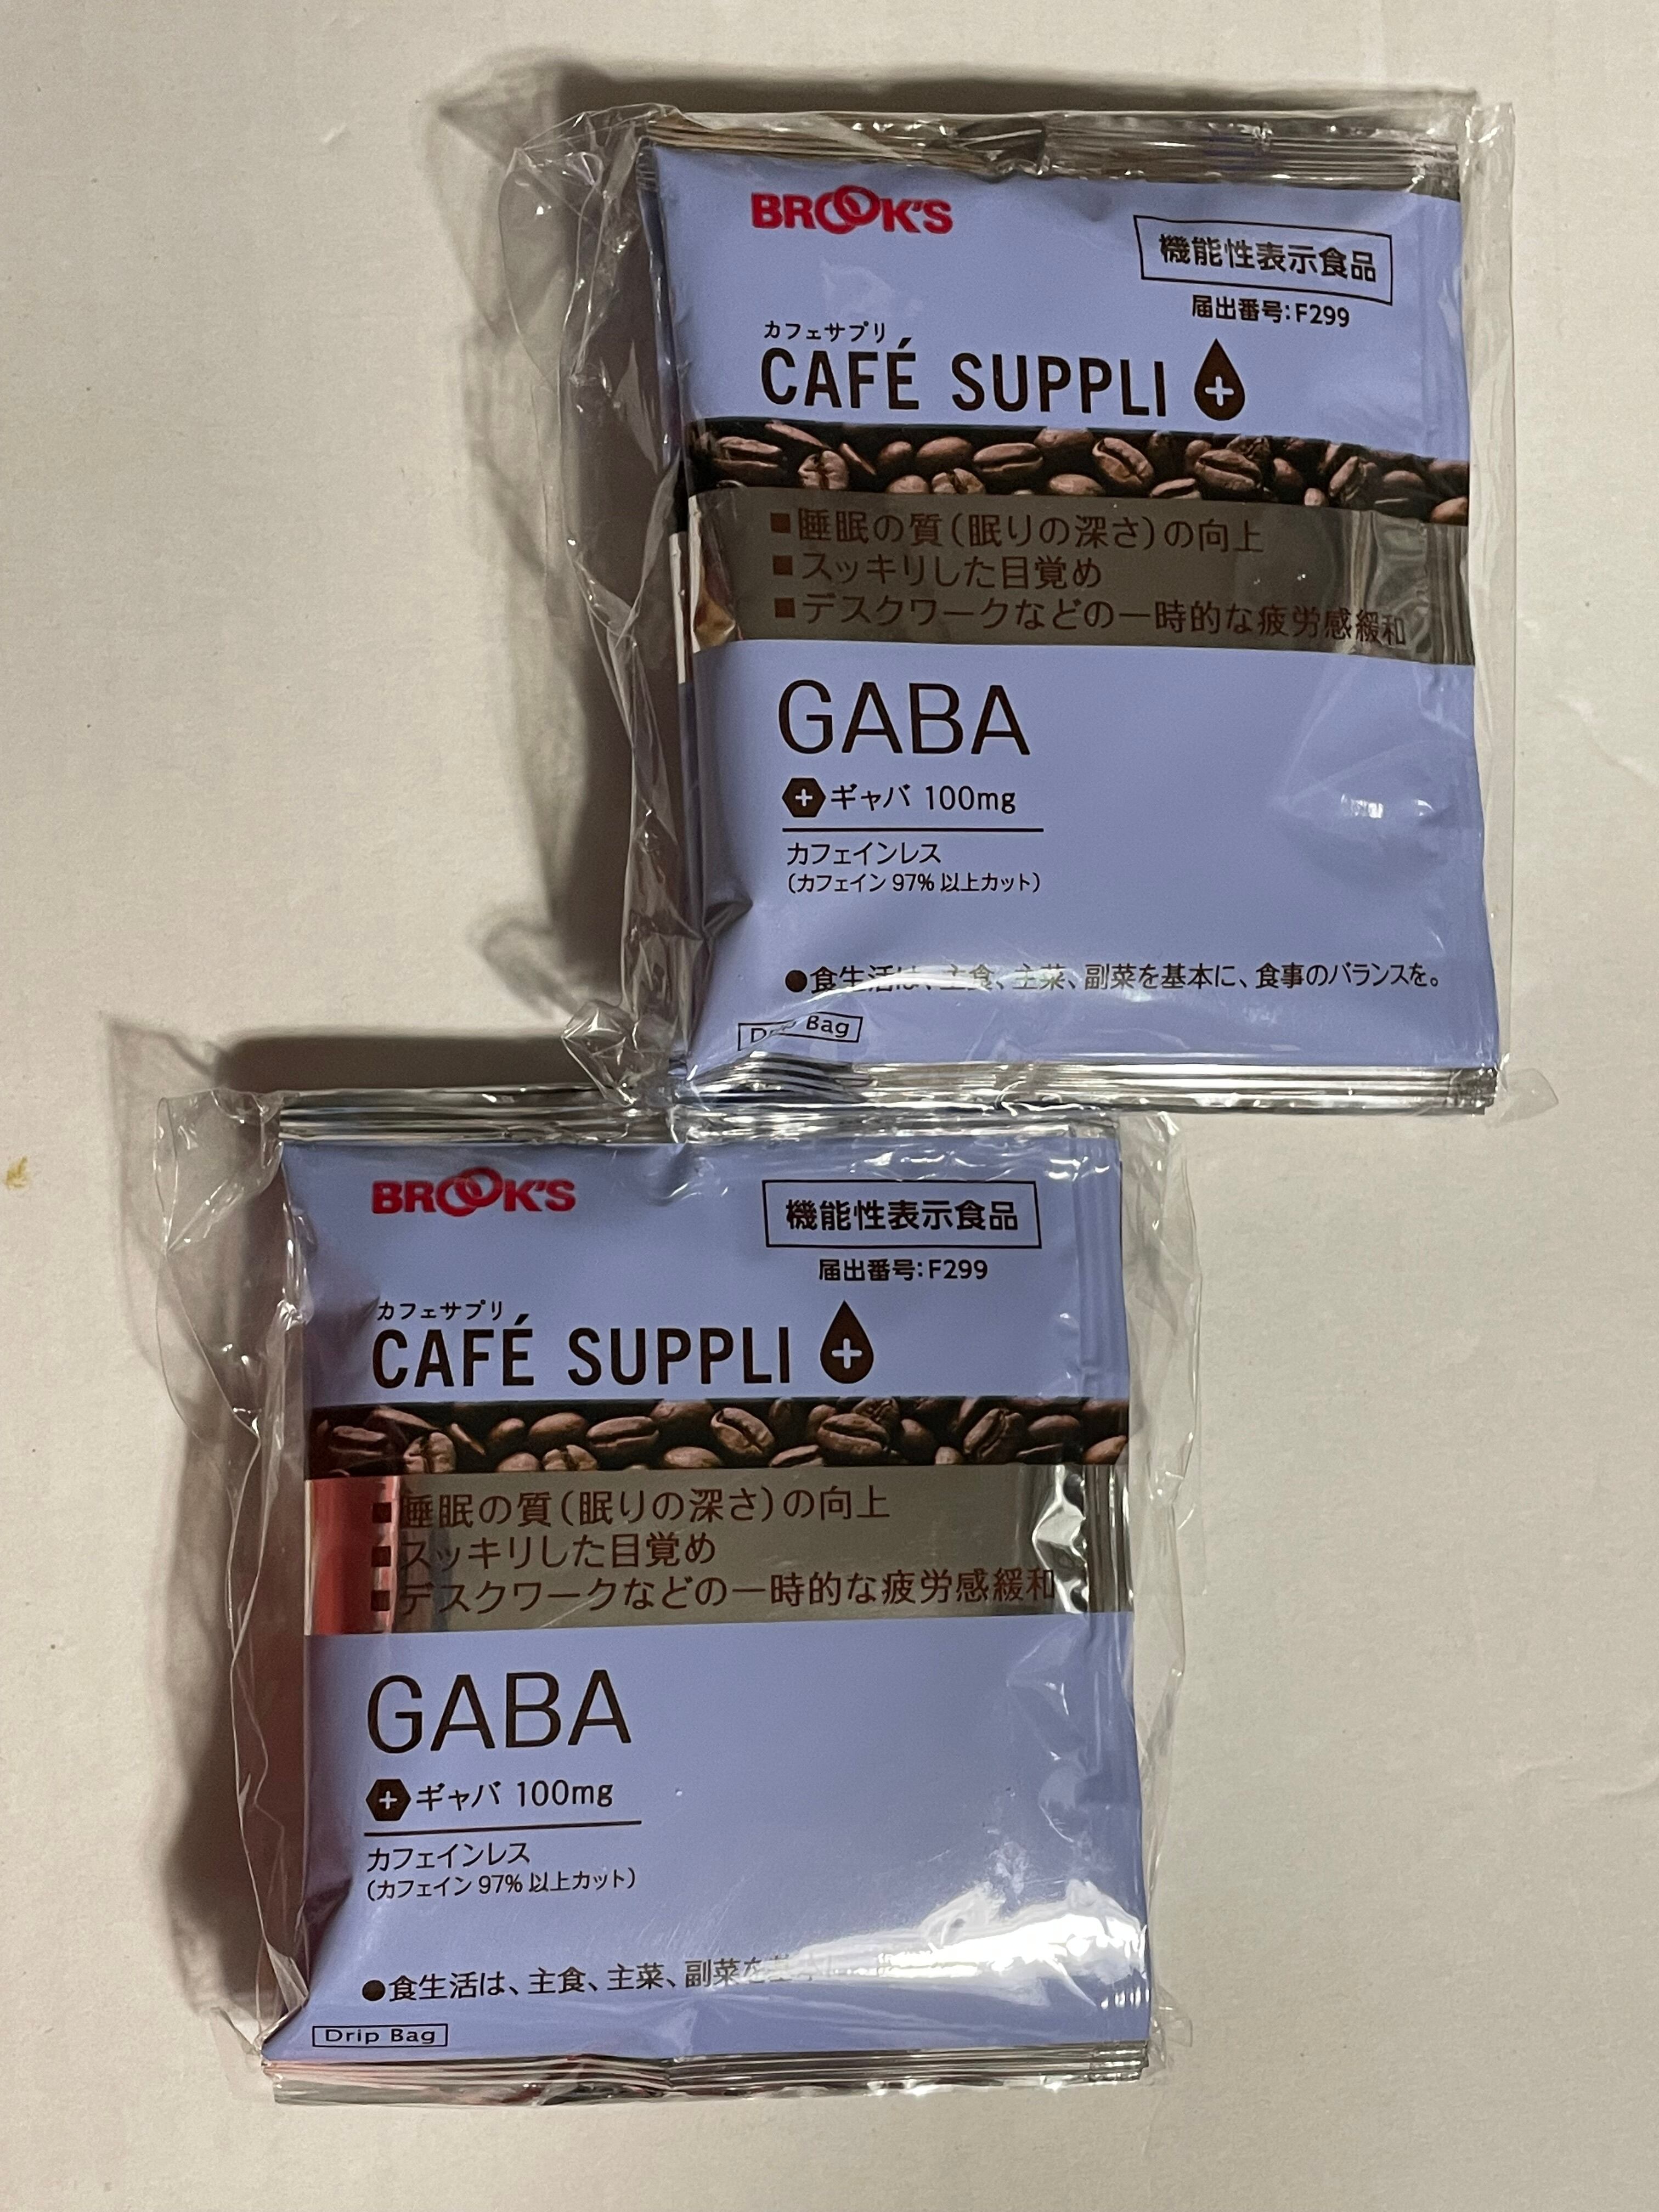 BROOK'S
機能性表示食品
届出番号:F299
カフェサプリ
CAFÉ SUPPLI
■睡眠の質(眠りの深さ)の向上
■スッキリした目覚め
■デスクワークなどの一時的な疲労感緩和
GABA
+ギャバ 100mg
カフェインレス
(カフェイン 97% 以上カット)
●食生活は、主食、主菜、副菜を基本に、食事のバランスを。
Drip Bag
BROOK'S
機能性表示食品
届出番号:F299
カフェサプリ
CAFÉ SUPPLI
■睡眠の質(眠りの深さ)の向上
■スッキリした目覚め
■デスクワークなどの一時的な疲労感緩和
GABA
+ギャバ 100mg
カフェインレス
(カフェイン 97% 以上カット)
●食生活は、主食、主菜、副菜を
Drip Bag